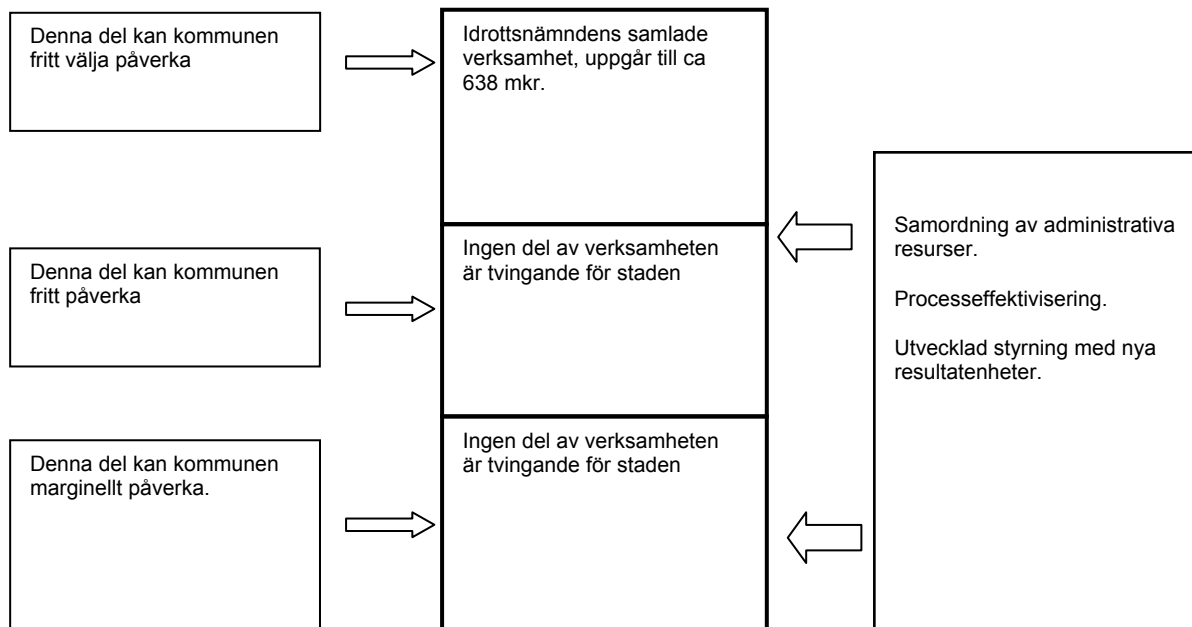 Denna del kan kommunen
fritt välja påverka
Idrottsnämndens samlade
verksamhet, uppgår till ca
638 mkr.
Denna del kan kommunen
fritt påverka
Ingen del av verksamheten
är tvingande för staden
Denna del kan kommunen
marginellt påverka.
Ingen del av verksamheten
är tvingande för staden
Samordning av administrativa
resurser.
Processeffektivisering.
Utvecklad styrning med nya
resultatenheter.